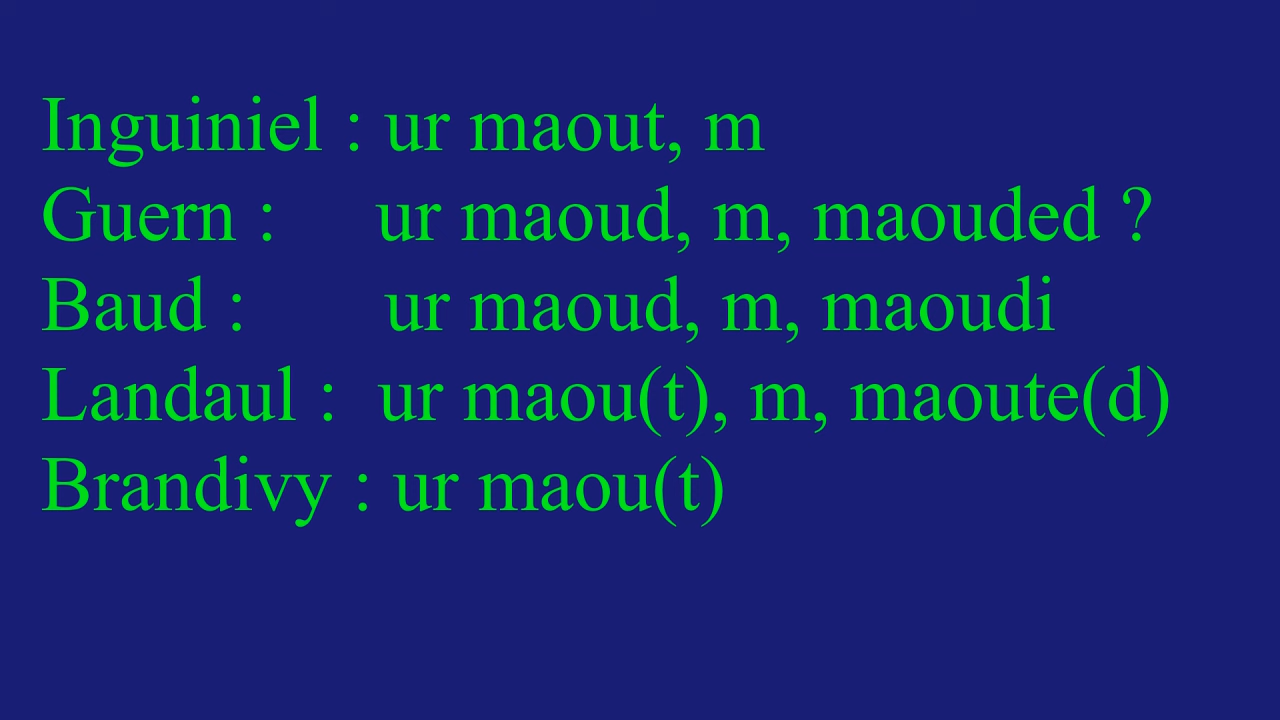 Inguiniel : ur maout, m
Guern : ur maoud, m, maouded ?
Baud : ur maoud, m, maoudi
Landaul : ur maou(t), m, maoute(d)
Brandivy : ur maou(t)